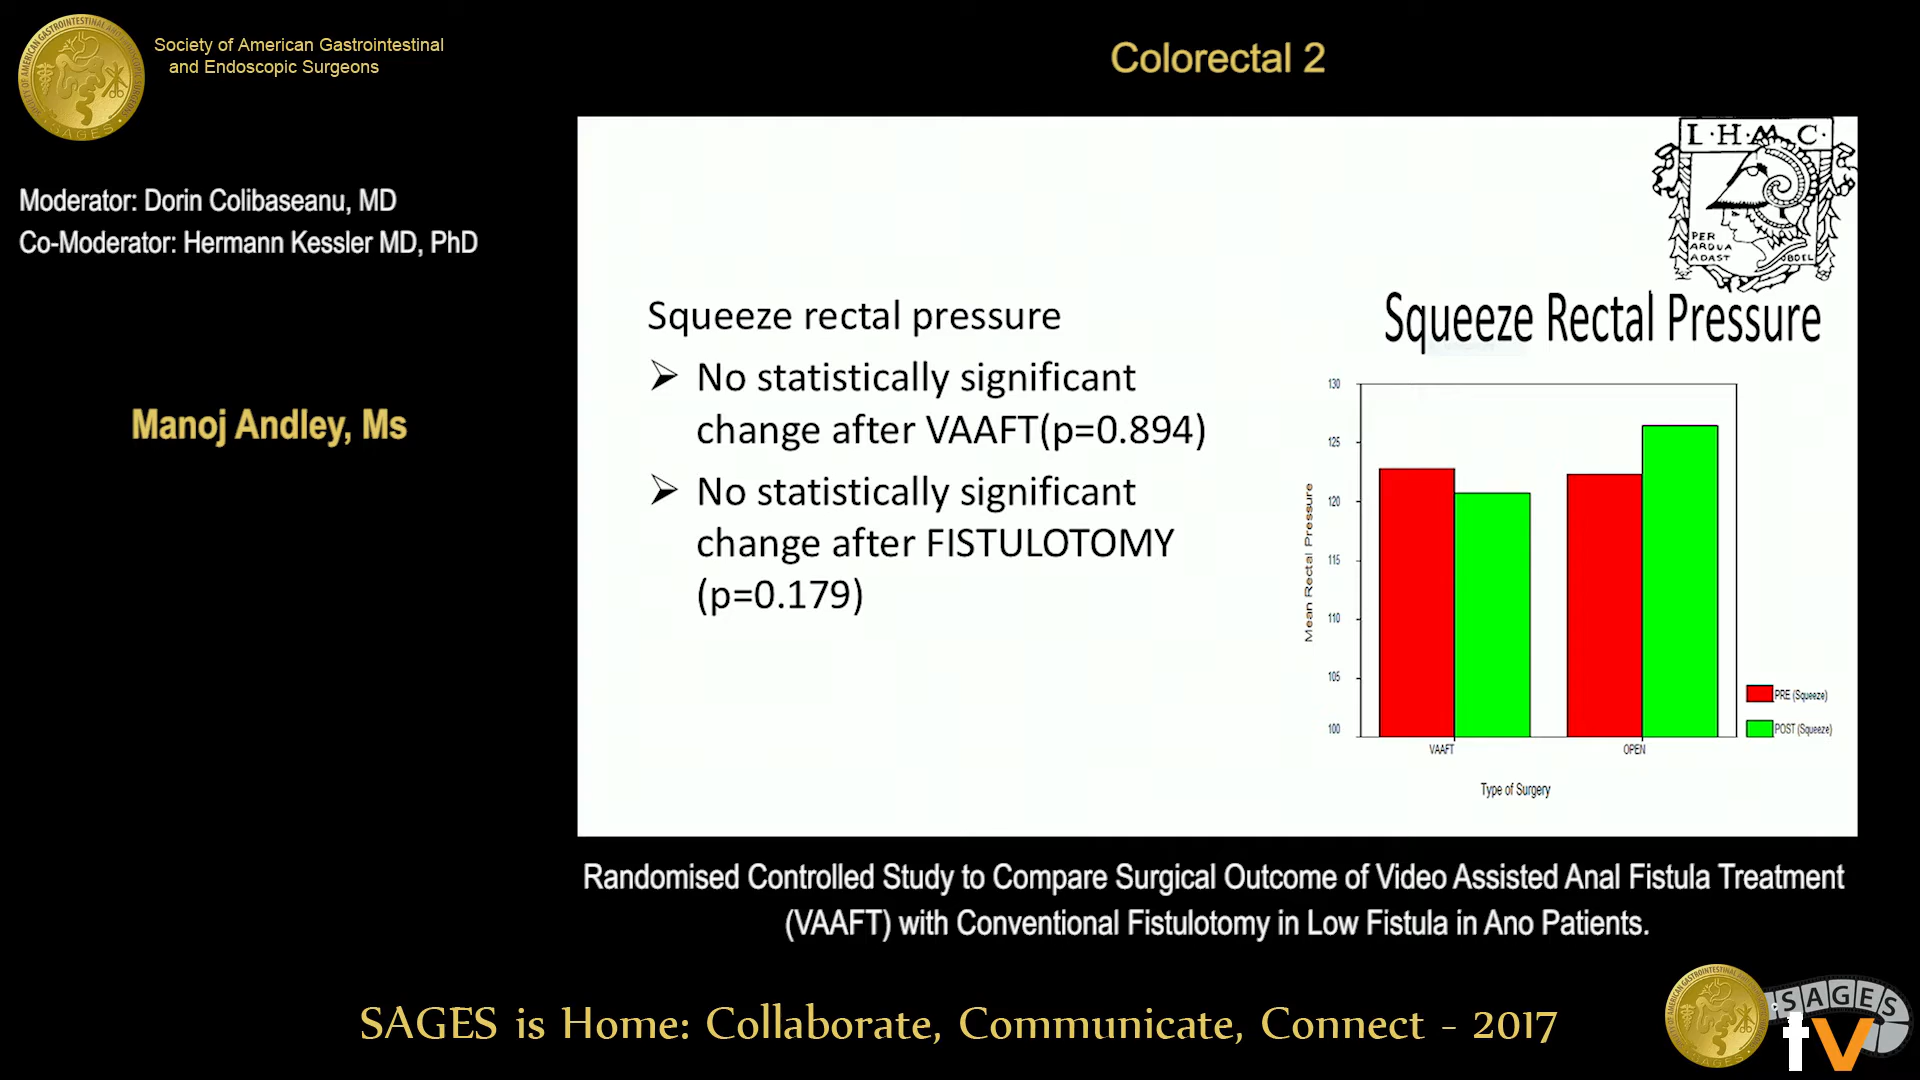 Society of American Gastrointestinal
and Endoscopic Surgeons
Colorectal 2
Moderator: Dorin Colibaseanu, MD
Co-Moderator: Hermann Kessler MD, PhD
Manoj Andley, Ms
L·H·M·C·
PER
ARDUA
ADAST
Squeeze rectal pressure
➢ No statistically significant
change after VAAFT(p=0.894)
➢ No statistically significant
change after FISTULOTOMY
(p=0.179)
Squeeze Rectal Pressure
130
125
120
115
110
105
100
Mean Rectal Pressure
VAAFT
OPEN
Type of Surgery
PRE (Squeeze)
POST (Squeeze)
Randomised Controlled Study to Compare Surgical Outcome of Video Assisted Anal Fistula Treatment
(VAAFT) with Conventional Fistulotomy in Low Fistula in Ano Patients.
SAGES is Home: Collaborate, Communicate, Connect - 2017
SAGES
tv